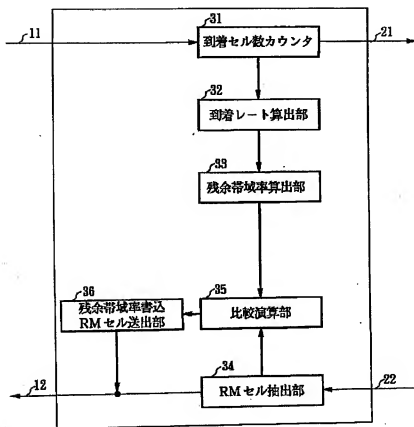 31
11
到着セル数カウンタ
21
32
到着レート算出部
33
残余帯域率算出部
36
残余帯域率書込
RMセル送出部
35
比較演算部
34
12
RMセル抽出部
22